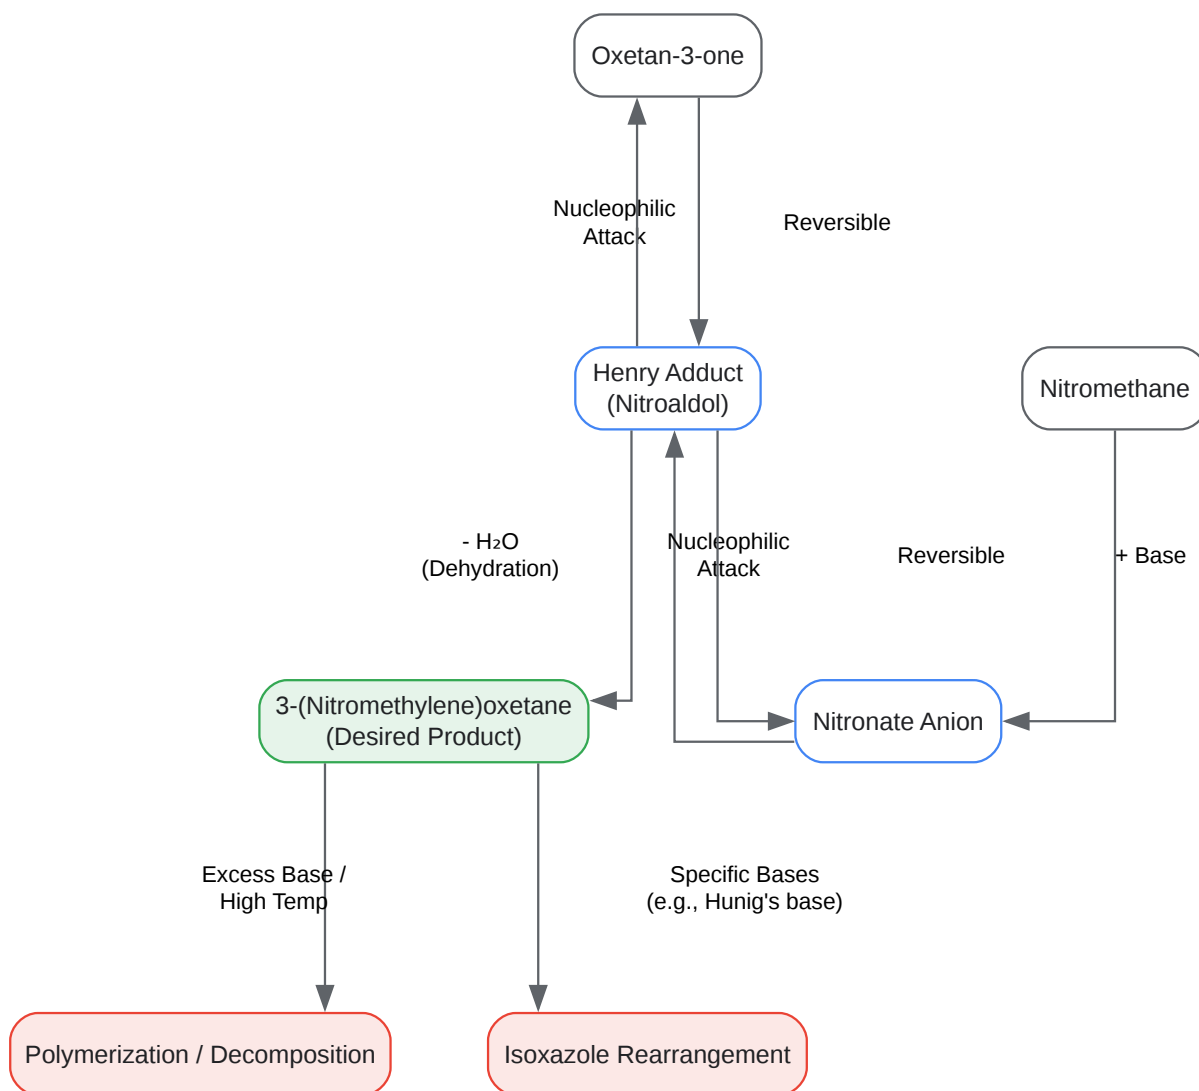 Oxetan-3-one
Nucleophilic
Attack
Reversible
Henry Adduct
(Nitroaldol)
Nitromethane
- H₂O
(Dehydration)
Nucleophilic
Attack
Reversible
+ Base
3-(Nitromethylene)oxetane
(Desired Product)
Nitronate Anion
Excess Base /
High Temp
Specific Bases
(e.g., Hunig's base)
Polymerization / Decomposition
Isoxazole Rearrangement